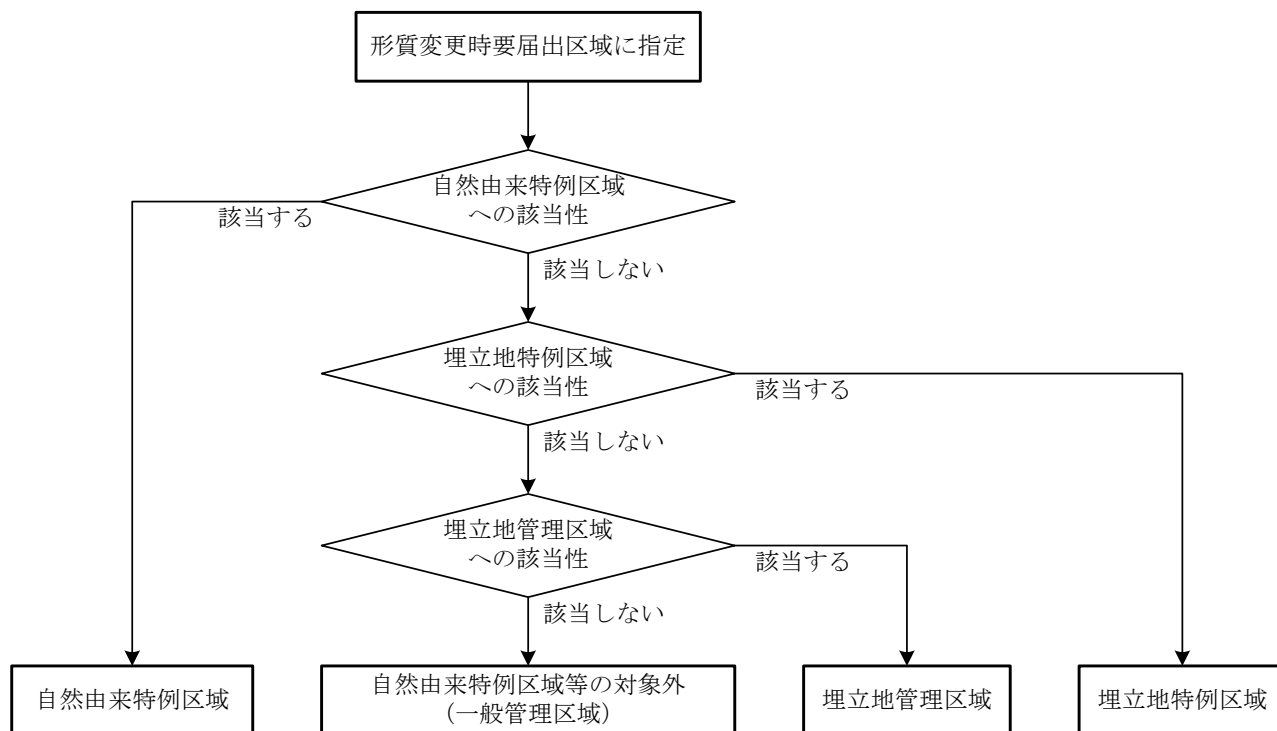 形質変更時要届出区域に指定
自然由来特例区域
への該当性
該当する
該当しない
埋立地特例区域
への該当性
該当する
該当しない
埋立地管理区域
への該当性
該当する
該当しない
自然由来特例区域
自然由来特例区域等の対象外
（一般管理区域）
埋立地管理区域
埋立地特例区域